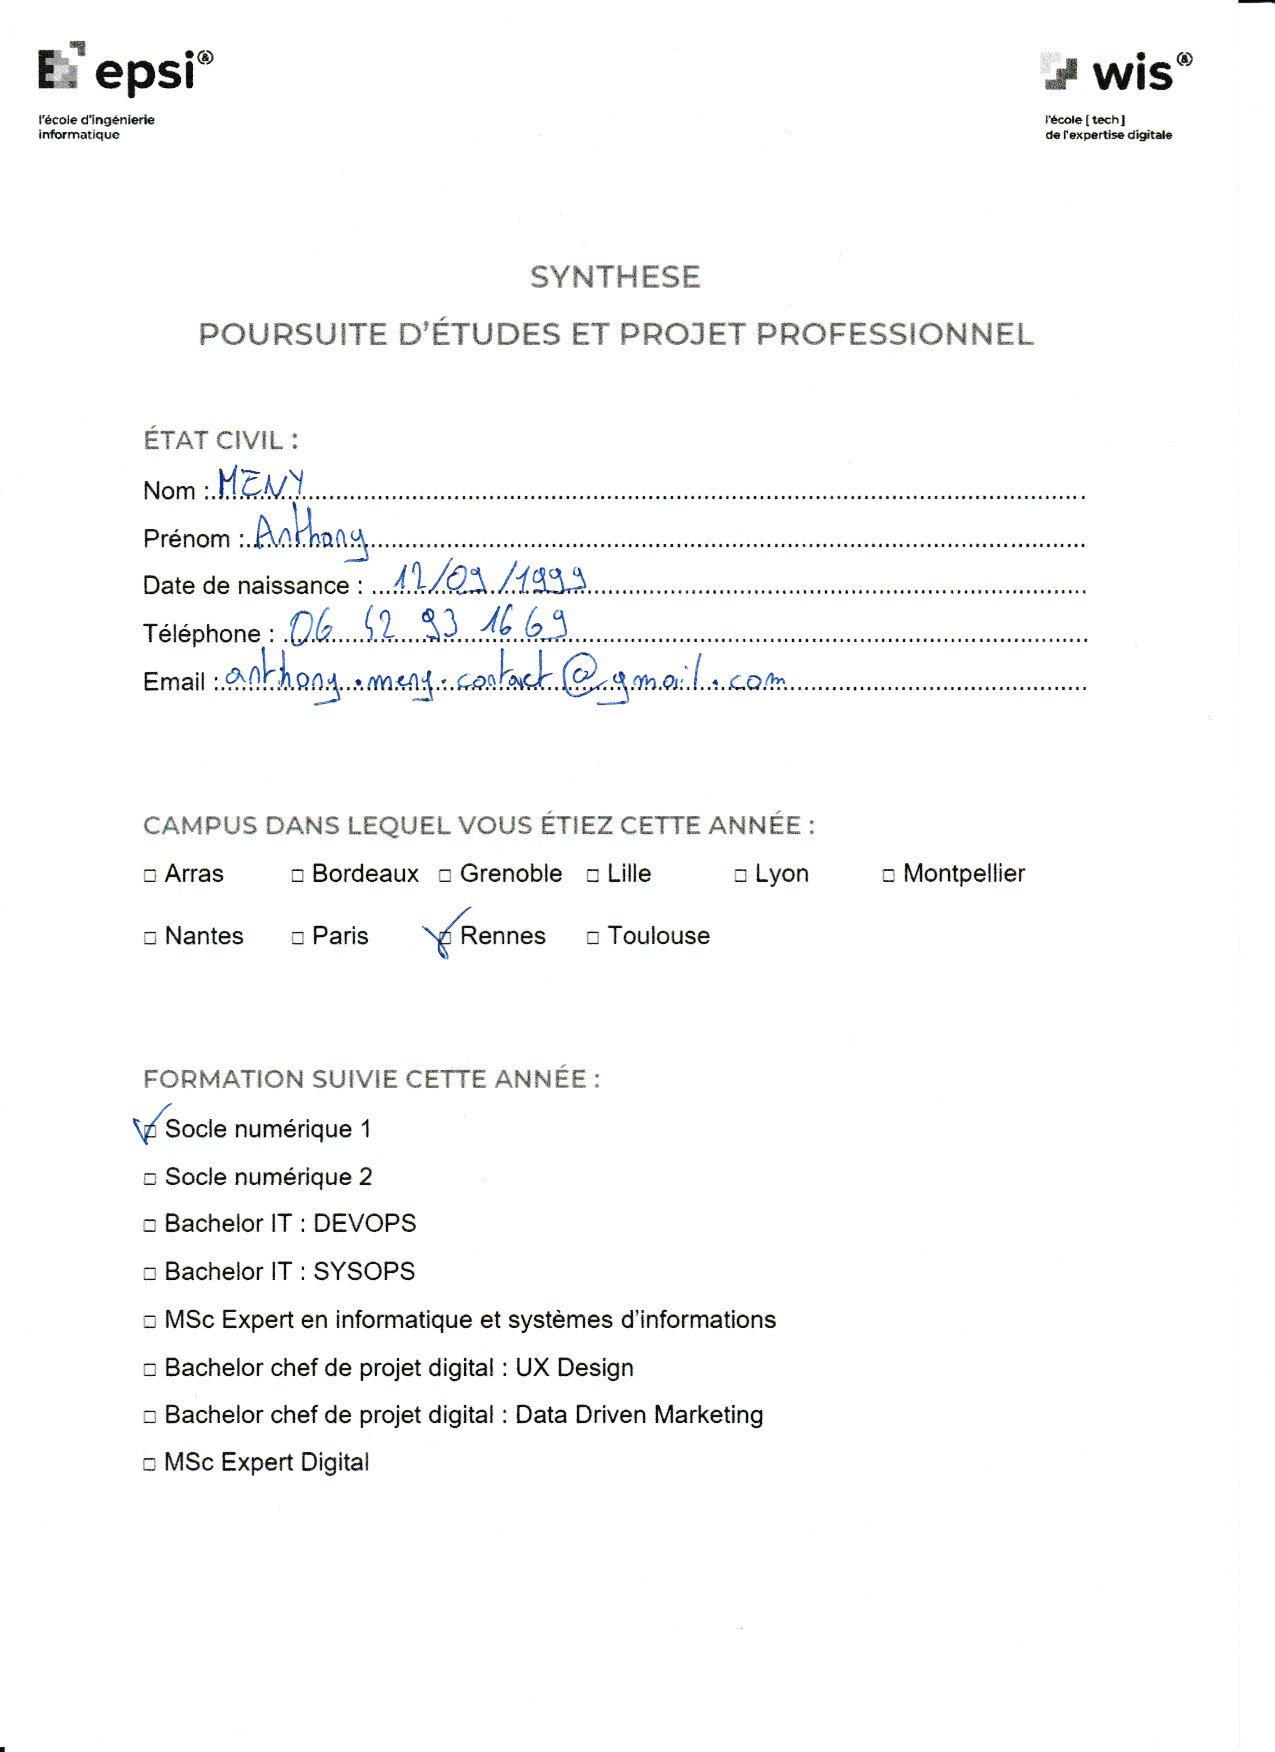 epsi®
l'école d'ingénierie
informatique
wis®
l'école [ tech ]
de l'expertise digitale
SYNTHESE
POURSUITE D'ÉTUDES ET PROJET PROFESSIONNEL
ÉTAT CIVIL :
Nom : MENY
Prénom : Anthony
Date de naissance : 12/09/1999
Téléphone : 06 52 93 16 69
Email : anthony.meny.contact@gmail.com
CAMPUS DANS LEQUEL VOUS ÉTIEZ CETTE ANNÉE :
□ Arras □ Bordeaux □ Grenoble □ Lille □ Lyon □ Montpellier
□ Nantes □ Paris ☑ Rennes □ Toulouse
FORMATION SUIVIE CETTE ANNÉE :
☑ Socle numérique 1
□ Socle numérique 2
□ Bachelor IT : DEVOPS
□ Bachelor IT : SYSOPS
□ MSc Expert en informatique et systèmes d'informations
□ Bachelor chef de projet digital : UX Design
□ Bachelor chef de projet digital : Data Driven Marketing
□ MSc Expert Digital